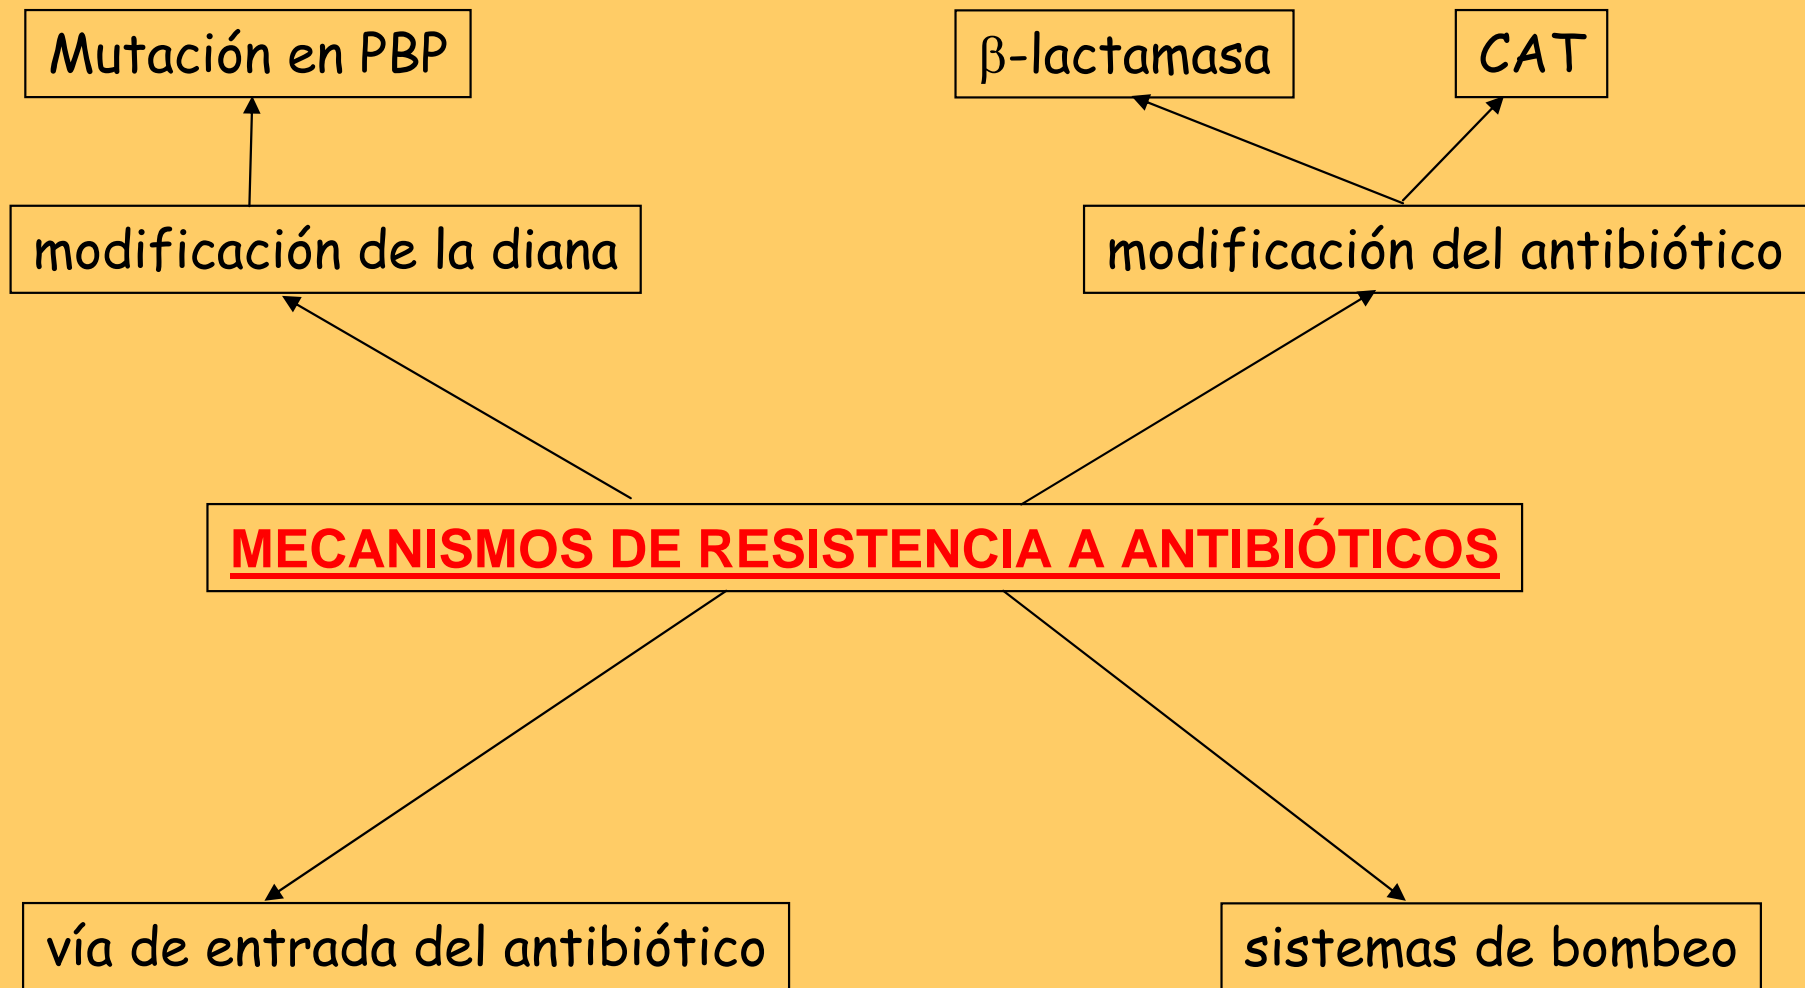 Mutación en PBP
β-lactamasa
CAT
modificación de la diana
modificación del antibiótico
MECANISMOS DE RESISTENCIA A ANTIBIÓTICOS
vía de entrada del antibiótico
sistemas de bombeo